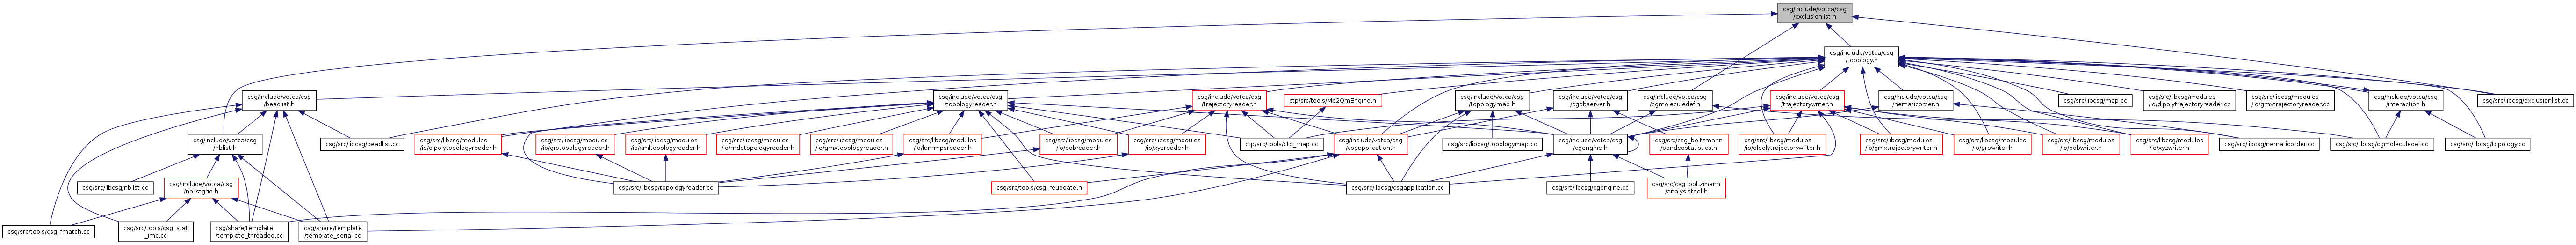 csg/include/votca/csg
/exclusionlist.h
csg/include/votca/csg
/topology.h
csg/include/votca/csg
/beadlist.h
csg/include/votca/csg
/topologyreader.h
csg/include/votca/csg
/trajectoryreader.h
ctp/src/tools/Md2QmEngine.h
csg/include/votca/csg
/topologymap.h
csg/include/votca/csg
/cgobserver.h
csg/include/votca/csg
/cgmoleculedef.h
csg/include/votca/csg
/trajectorywriter.h
csg/include/votca/csg
/nematicorder.h
csg/src/libcsg/map.cc
csg/src/libcsg/modules
/io/dlpolytrajectoryreader.cc
csg/src/libcsg/modules
/io/gmxtrajectoryreader.cc
csg/include/votca/csg
/interaction.h
csg/src/libcsg/exclusionlist.cc
csg/include/votca/csg
/nblist.h
csg/src/libcsg/beadlist.cc
csg/src/libcsg/modules
/io/dlpolytopologyreader.h
csg/src/libcsg/modules
/io/grotopologyreader.h
csg/src/libcsg/modules
/io/xmltopologyreader.h
csg/src/libcsg/modules
/io/mdptopologyreader.h
csg/src/libcsg/modules
/io/gmxtopologyreader.h
csg/src/libcsg/modules
/io/lammpsreader.h
csg/src/libcsg/modules
/io/pdbreader.h
csg/src/libcsg/modules
/io/xyzreader.h
ctp/src/tools/ctp_map.cc
csg/include/votca/csg
/csgapplication.h
csg/src/libcsg/topologymap.cc
csg/include/votca/csg
/cgengine.h
csg/src/csg_boltzmann
/bondedstatistics.h
csg/src/libcsg/modules
/io/dlpolytrajectorywriter.h
csg/src/libcsg/modules
/io/gmxtrajectorywriter.h
csg/src/libcsg/modules
/io/growriter.h
csg/src/libcsg/modules
/io/pdbwriter.h
csg/src/libcsg/modules
/io/xyzwriter.h
csg/src/libcsg/nematicorder.cc
csg/src/libcsg/cgmoleculedef.cc
csg/src/libcsg/topology.cc
csg/src/libcsg/nblist.cc
csg/include/votca/csg
/nblistgrid.h
csg/src/libcsg/topologyreader.cc
csg/src/tools/csg_reupdate.h
csg/src/libcsg/csgapplication.cc
csg/src/libcsg/cgengine.cc
csg/src/csg_boltzmann
/analysistool.h
csg/src/tools/csg_fmatch.cc
csg/src/tools/csg_stat
_imc.cc
csg/share/template
/template_threaded.cc
csg/share/template
/template_serial.cc